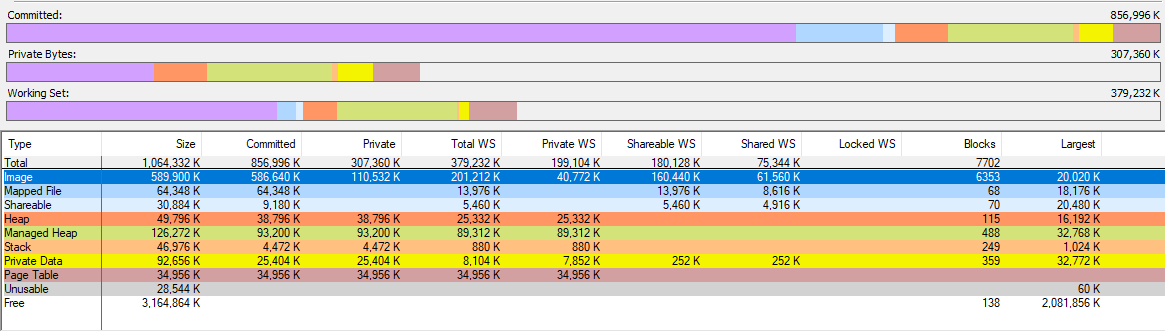 Committed: 856,996 K
Private Bytes: 307,360 K
Working Set: 379,232 K
Type Size Committed Private Total WS Private WS Shareable WS Shared WS Locked WS Blocks Largest
Total 1,064,332 K 856,996 K 307,360 K 379,232 K 199,104 K 180,128 K 75,344 K 7702
Image 589,900 K 586,640 K 110,532 K 201,212 K 40,772 K 160,440 K 61,560 K 6353 20,020 K
Mapped File 64,348 K 64,348 K 13,976 K 13,976 K 8,616 K 68 18,176 K
Shareable 30,884 K 9,180 K 5,460 K 5,460 K 4,916 K 70 20,480 K
Heap 49,796 K 38,796 K 38,796 K 25,332 K 25,332 K 115 16,192 K
Managed Heap 126,272 K 93,200 K 93,200 K 89,312 K 89,312 K 488 32,768 K
Stack 46,976 K 4,472 K 4,472 K 880 K 880 K 249 1,024 K
Private Data 92,656 K 25,404 K 25,404 K 8,104 K 7,852 K 252 K 252 K 359 32,772 K
Page Table 34,956 K 34,956 K 34,956 K 34,956 K 34,956 K
Unusable 28,544 K 60 K
Free 3,164,864 K 138 2,081,856 K